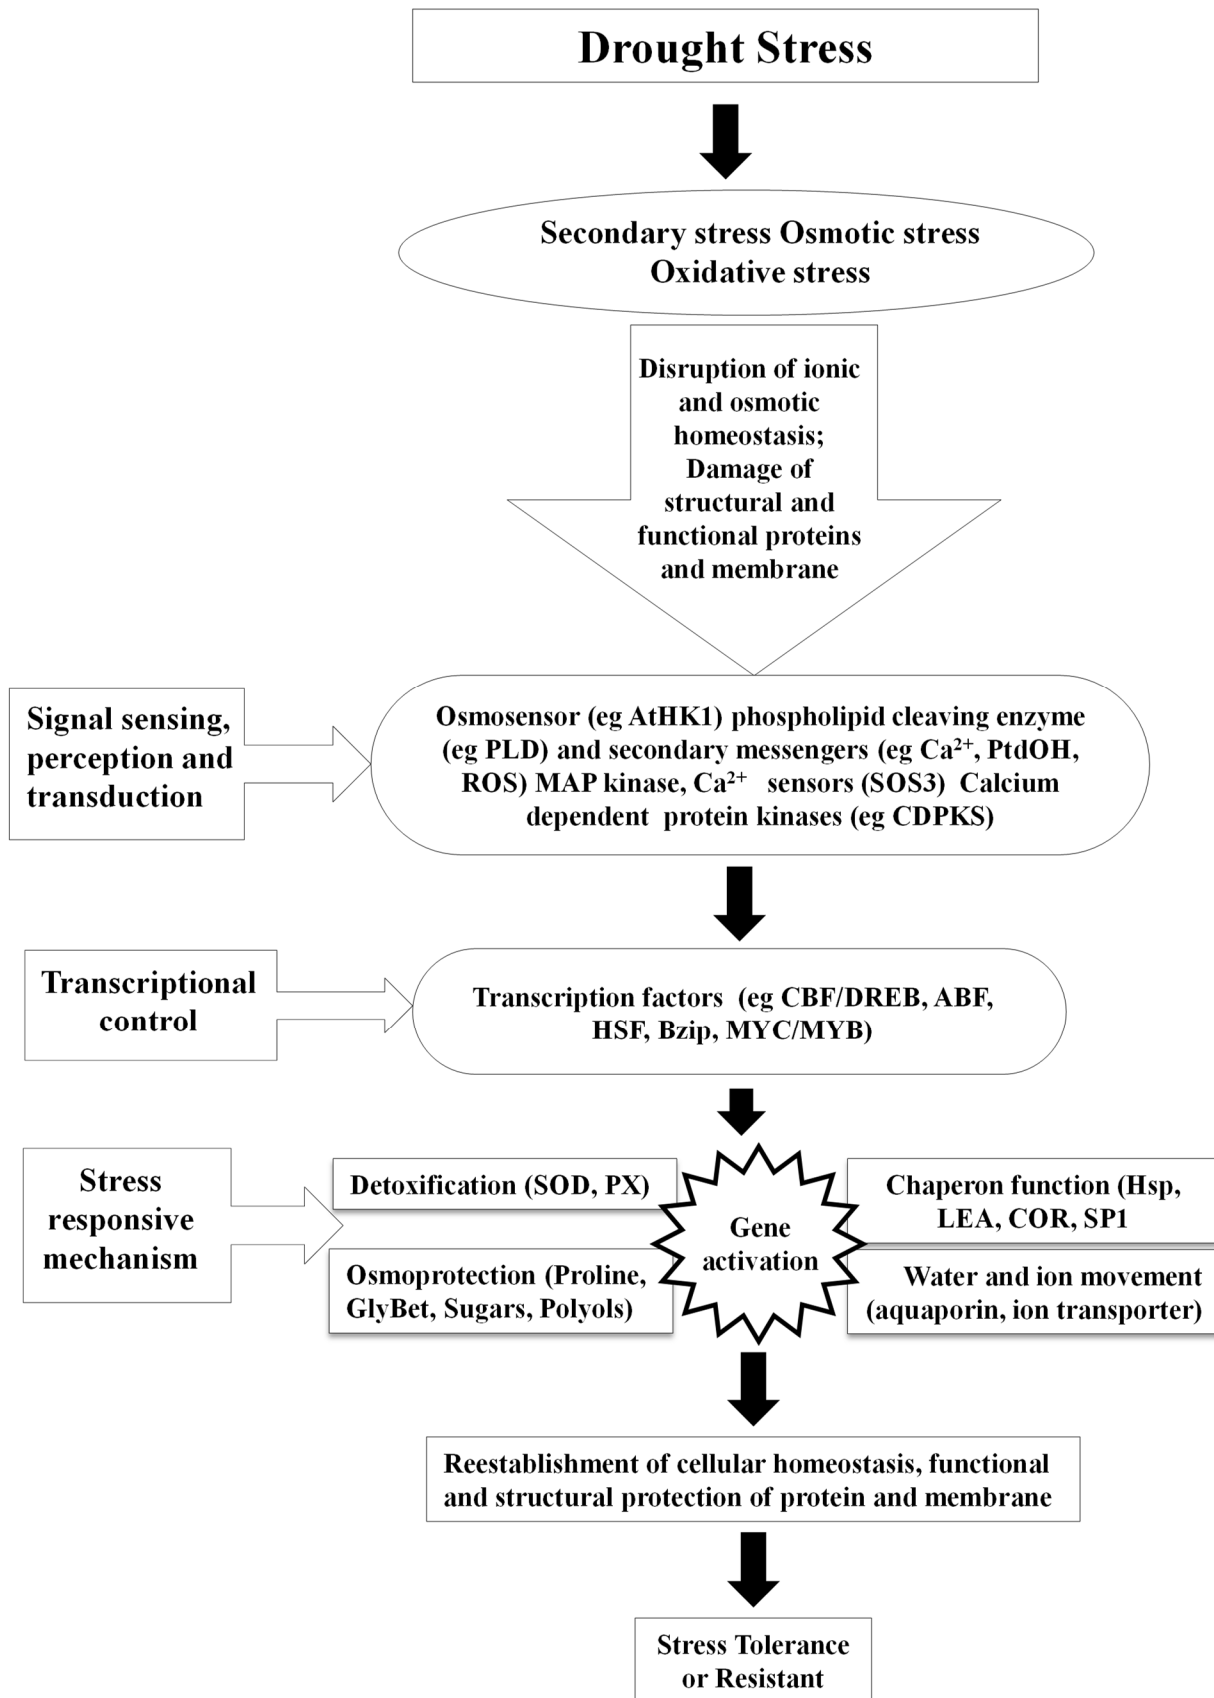 Drought Stress
Secondary stress Osmotic stress
Oxidative stress
Disruption of ionic
and osmotic
homeostasis;
Damage of
structural and
functional proteins
and membrane
Signal sensing,
perception and
transduction
Osmosensor (eg AtHK1) phospholipid cleaving enzyme
(eg PLD) and secondary messengers (eg Ca²⁺, PtdOH,
ROS) MAP kinase, Ca²⁺ sensors (SOS3) Calcium
dependent protein kinases (eg CDPKS)
Transcriptional
control
Transcription factors (eg CBF/DREB, ABF,
HSF, Bzip, MYC/MYB)
Stress
responsive
mechanism
Detoxification (SOD, PX)
Osmoprotection (Proline,
GlyBet, Sugars, Polyols)
Gene
activation
Chaperon function (Hsp,
LEA, COR, SP1
Water and ion movement
(aquaporin, ion transporter)
Reestablishment of cellular homeostasis, functional
and structural protection of protein and membrane
Stress Tolerance
or Resistant